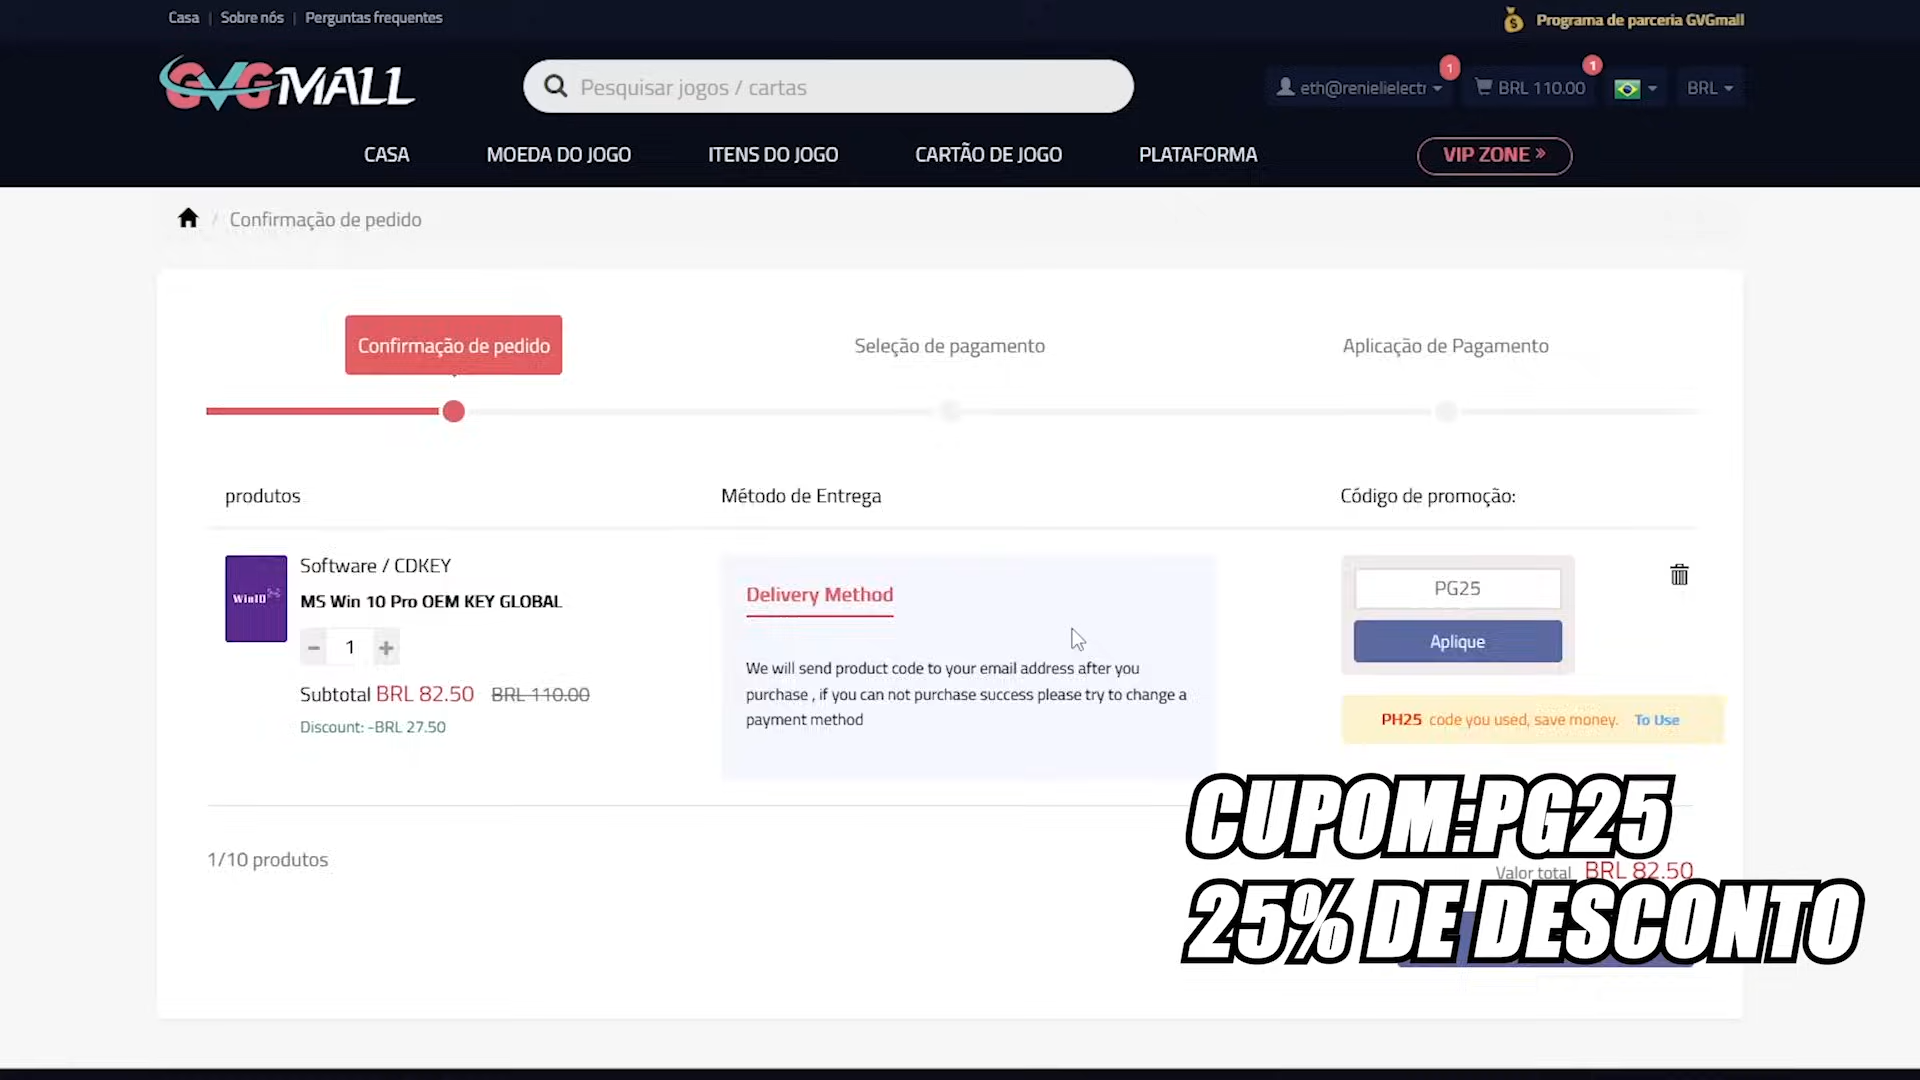 Casa | Sobre nós | Perguntas frequentes
Programa de parceria GVGmall
GVGMALL
Pesquisar jogos / cartas
1
eth@renielielectr
1
BRL 110.00
BRL
CASA
MOEDA DO JOGO
ITENS DO JOGO
CARTÃO DE JOGO
PLATAFORMA
VIP ZONE »
/ Confirmação de pedido
Confirmação de pedido
Seleção de pagamento
Aplicação de Pagamento
produtos
Método de Entrega
Código de promoção:
Win10
Software / CDKEY
MS Win 10 Pro OEM KEY GLOBAL
- 1 +
Subtotal BRL 82.50 BRL 110.00
Discount: -BRL 27.50
Delivery Method
We will send product code to your email address after you
purchase , if you can not purchase success please try to change a
payment method
PG25
Aplique
PH25 code you used, save money. To Use
CUPOM:PG25
1/10 produtos
Valor total BRL 82.50
25% DE DESCONTO